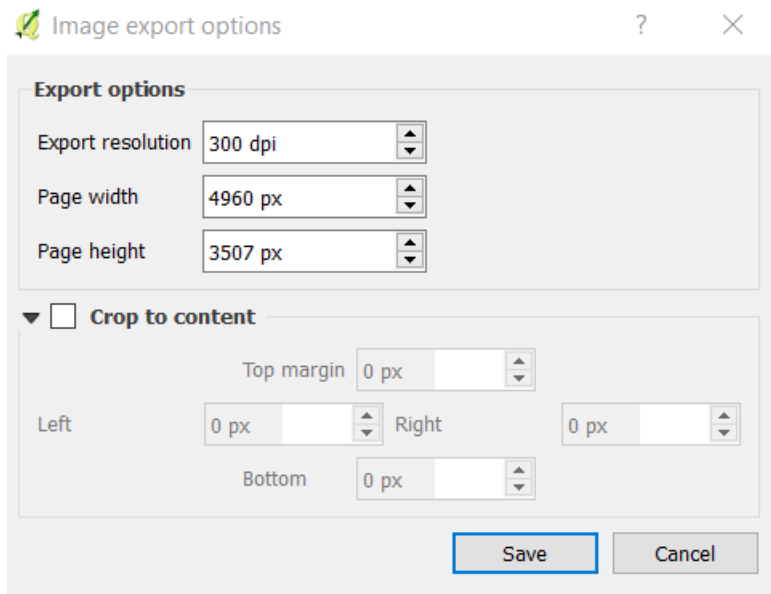 Image export options ?
Export options
Export resolution 300 dpi
Page width 4960 px
Page height 3507 px
Crop to content
Top margin 0 px
Left 0 px Right 0 px
Bottom 0 px
Save Cancel